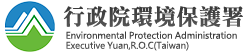 行政院環境保護署
Environmental Protection Administration
Executive Yuan,R.O.C(Taiwan)